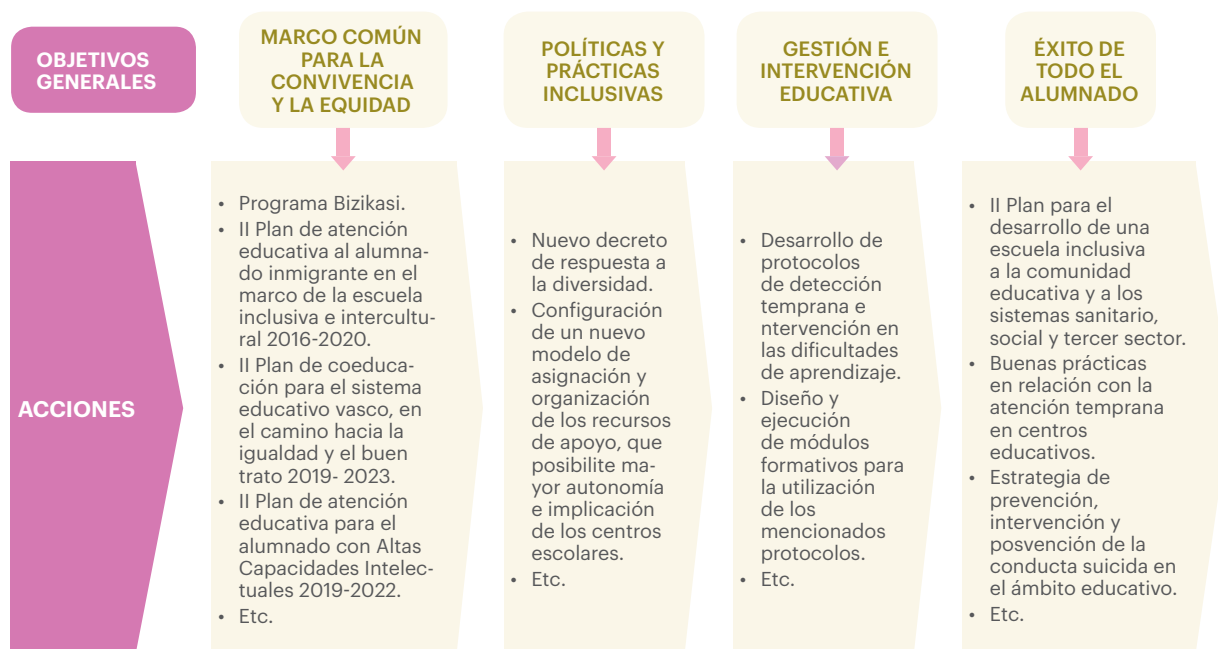 OBJETIVOS
GENERALES
MARCO COMÚN
PARA LA
CONVIVENCIA
Y LA EQUIDAD
POLÍTICAS Y
PRÁCTICAS
INCLUSIVAS
GESTIÓN E
INTERVENCIÓN
EDUCATIVA
ÉXITO DE
TODO EL
ALUMNADO
ACCIONES
• Programa Bizikasi.
• II Plan de atención
educativa al alumna-
do inmigrante en el
marco de la escuela
inclusiva e intercultu-
ral 2016-2020.
• II Plan de coeduca-
ción para el sistema
educativo vasco, en
el camino hacia la
igualdad y el buen
trato 2019- 2023.
• II Plan de atención
educativa para el
alumnado con Altas
Capacidades Intelec-
tuales 2019-2022.
• Etc.
• Nuevo decreto
de respuesta a
la diversidad.
• Configuración
de un nuevo
modelo de
asignación y
organización
de los recursos
de apoyo, que
posibilite ma-
yor autonomía
e implicación
de los centros
escolares.
• Etc.
• Desarrollo de
protocolos
de detección
temprana e
ntervención en
las dificultades
de aprendizaje.
• Diseño y
ejecución
de módulos
formativos para
la utilización
de los
mencionados
protocolos.
• Etc.
• II Plan para el
desarrollo de una
escuela inclusiva
a la comunidad
educativa y a los
sistemas sanitario,
social y tercer sector.
• Buenas prácticas
en relación con la
atención temprana
en centros
educativos.
• Estrategia de
prevención,
intervención y
posvención de la
conducta suicida en
el ámbito educativo.
• Etc.